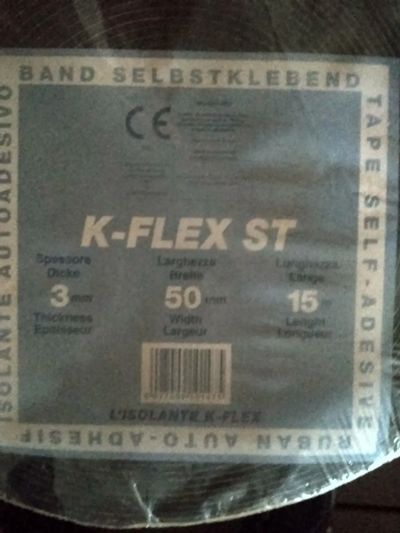 BAND SELBSTKLEBEND
TAPE SELF-ADESIVE
RUBAN AUTO-ADHESIF
ISOLANTE AUTOADESIVO
CE
K-FLEX ST
Spessore Larghezza Lunghezza
Dicke Breite Länge
3 mm 50 mm 15 m
Thickness Width Lenght
Epaisseur Largeur Longueur
L'ISOLANTE K-FLEX